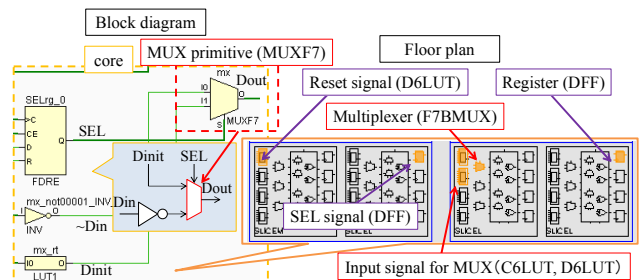 Block diagram
MUX primitive (MUXF7)
Floor plan
core
mx
Dout
Reset signal (D6LUT)
Register (DFF)
SELrg_0
I0
O
I1
S
MUXF7
Multiplexer (F7BMUX)
C
CE
D
R
Q
SEL
FDRE
Dinit
SEL
Dout
Din
mx_not00001_INV
Din
~Din
INV
SEL signal (DFF)
SLICEM
SLICEL
SLICEL
SLICEL
mx_rt
I0
O
LUT1
Dinit
Input signal for MUX(C6LUT, D6LUT)